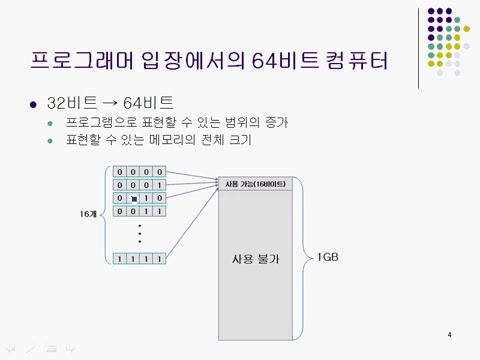 프로그래머 입장에서의 64비트 컴퓨터
32비트 → 64비트
프로그램으로 표현할 수 있는 범위의 증가
표현할 수 있는 메모리의 전체 크기
0 0 0 0
0 0 0 1
0 1 0
0 0 1 1
1 1 1 1
16개
사용 가능(16바이트)
사용 불가
1GB
4